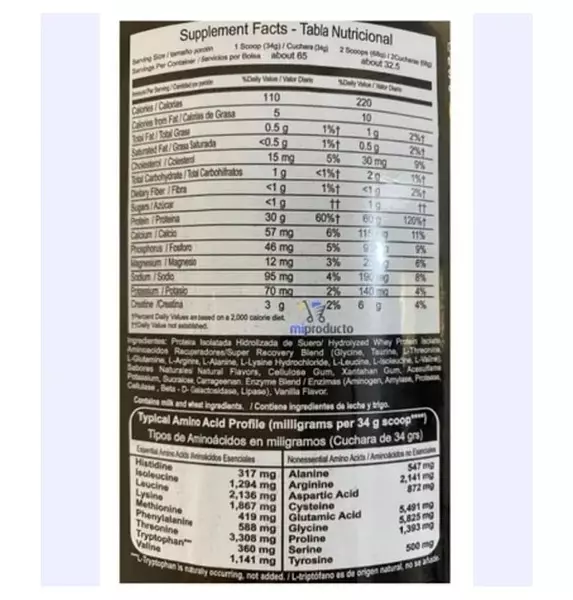 Supplement Facts - Tabla Nutricional
Serving Size / tamaño porción 1 Scoop (34g) / Cuchara (34g) 2 Scoops (68g) / 2Cucharas (68g)
Servings Per Container / Servicios por Bolsa about 65 about 32.5
Amount Per Serving / Cantidad por porción %Daily Value / Valor Diario %Daily Value / Valor Diario
Calories / Calorías 110 220
Calories from Fat / Calorías de Grasa 5 10
Total Fat / Total Grasa 0.5 g 1%† 1 g 2%†
Saturated Fat / Grasa Saturada <0.5 g 1%† 0.5 g 2%†
Cholesterol / Colesterol 15 mg 5% 30 mg 9%
Total Carbohydrate / Total Carbohifratos 1 g <1%† 2 g 1%†
Dietary Fiber / Fibra <1 g 1%† <1 g 2%†
Sugars / Azúcar <1 g †† 1 g ††
Protein / Proteína 30 g 60%† 60 g 120%†
Calcium / Calcio 57 mg 6% 11% 
Phosphorus / Fosforo 46 mg 5% 9%
Magnesium / Magnesio 12 mg 3% 6%
Sodium / Sodio 95 mg 4% 190 mg 8%
Potassium / Potasio 70 mg 2% 140 mg 4%
Creatine / Creatina 3 g 2% 6 g 4%
†Percent Daily Values are based on a 2,000 calorie diet.
††Daily Value not established.
miproducto
Ingredientes: Proteína Isolatada Hidrolizada de Suero/ Hydrolyzed Whey Protein Isolate,
Aminoacidos Recuperadores/Super Recovery Blend (Glycine, Taurine, L-Threonine,
L-Glutamine, L-Arginine, L-Alanine, L-Lysine Hydrochloride, L-Leucine, L-Isoleucine, L-Valine),
Sabores Naturales/ Natural Flavors, Cellulose Gum, Xantahan Gum, Acesulfame
Potassium, Sucralose, Carrageenan. Enzyme Blend / Enzimas (Aminogen, Amylase, Protease,
Cellulase, Beta - D- Galactosidase, Lipase), Vanilla Flavor.
Contains milk and wheat ingredients. / Contiene ingredientes de leche y trigo.
Typical Amino Acid Profile (milligrams per 34 g scoop****)
Tipos de Aminoácidos en miligramos (Cuchara de 34 grs)
Essential Amino Acids /Aminoácidos Esenciales Nonessential Amino Acids / Aminoácidos no Esenciales
Histidine 317 mg Alanine 547 mg
Isoleucine 1,294 mg Arginine 2,141 mg
Leucine 2,136 mg Aspartic Acid 872 mg
Lysine 1,867 mg Cysteine
Methionine 419 mg Glutamic Acid 5,491 mg
Phenylalanine 588 mg Glycine 5,825 mg
Threonine 3,308 mg Proline 1,393 mg
Tryptophan** 360 mg Serine
Valine 1,141 mg Tyrosine 500 mg
**L-Tryptophan is naturaly occurring, not added. / L-triptófano es de origen natural, no se añade.